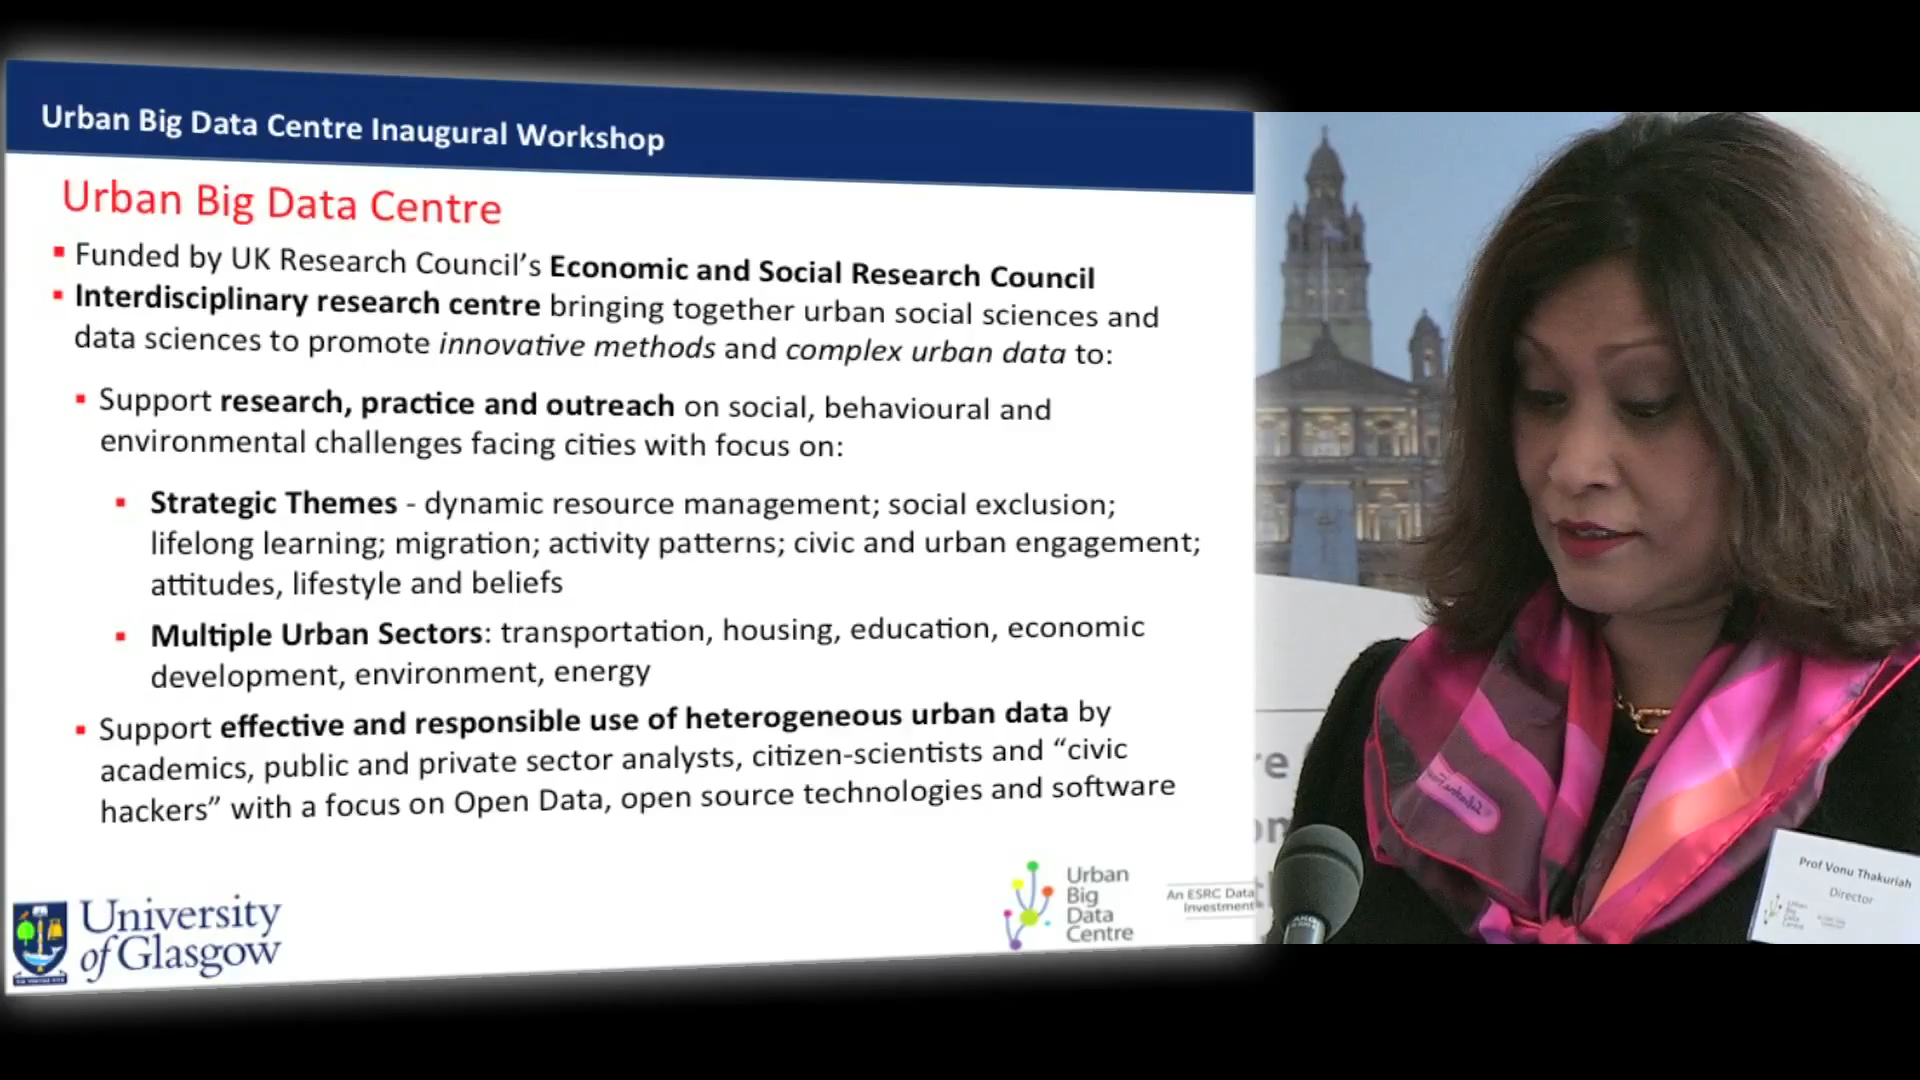 Urban Big Data Centre Inaugural Workshop
Urban Big Data Centre
▪ Funded by UK Research Council’s Economic and Social Research Council
▪ Interdisciplinary research centre bringing together urban social sciences and
data sciences to promote innovative methods and complex urban data to:
▪ Support research, practice and outreach on social, behavioural and
environmental challenges facing cities with focus on:
▪ Strategic Themes - dynamic resource management; social exclusion;
lifelong learning; migration; activity patterns; civic and urban engagement;
attitudes, lifestyle and beliefs
▪ Multiple Urban Sectors: transportation, housing, education, economic
development, environment, energy
▪ Support effective and responsible use of heterogeneous urban data by
academics, public and private sector analysts, citizen-scientists and “civic
hackers” with a focus on Open Data, open source technologies and software
University
of Glasgow
Urban
Big
Data
Centre
An ESRC Data
Investment
Prof Vonu Thakuriah
Director
Urban
Big
Data
Centre